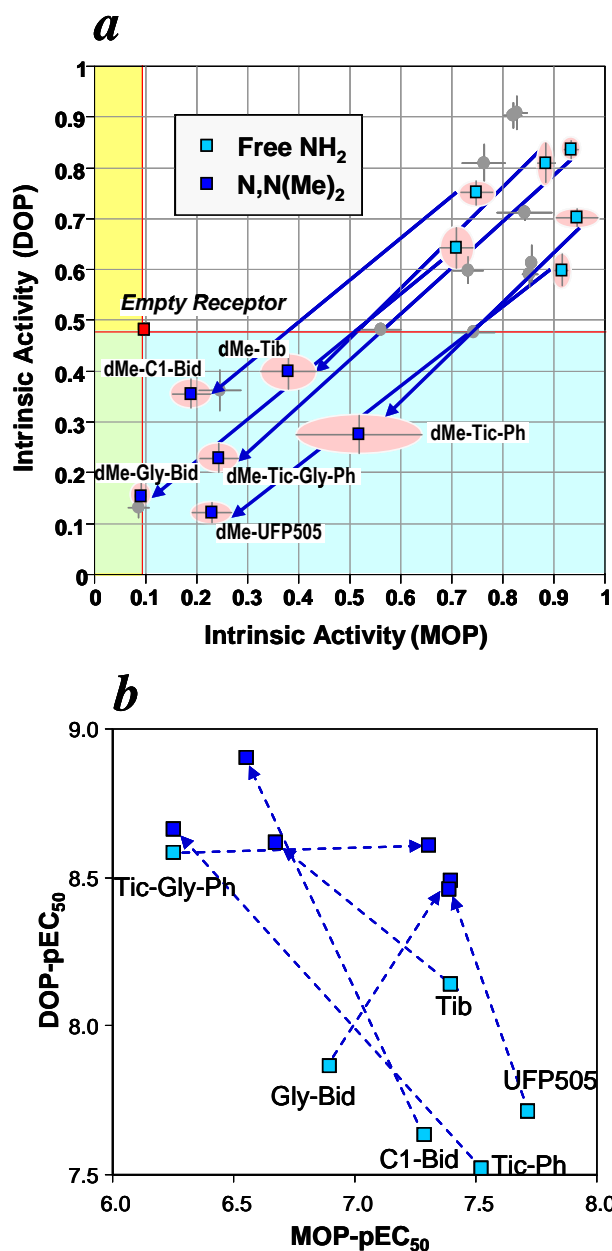 a
1
0.9
0.8
0.7
0.6
0.5
0.4
0.3
0.2
0.1
0
Intrinsic Activity (DOP)
Free NH2
N,N(Me)2
Empty Receptor
dMe-Tib
dMe-C1-Bid
dMe-Tic-Ph
dMe-Gly-Bid
dMe-Tic-Gly-Ph
dMe-UFP505
0 0.1 0.2 0.3 0.4 0.5 0.6 0.7 0.8 0.9 1
Intrinsic Activity (MOP)
b
9.0
8.5
8.0
7.5
DOP-pEC50
Tic-Gly-Ph
Tib
Gly-Bid
UFP505
C1-Bid
Tic-Ph
6.0 6.5 7.0 7.5 8.0
MOP-pEC50